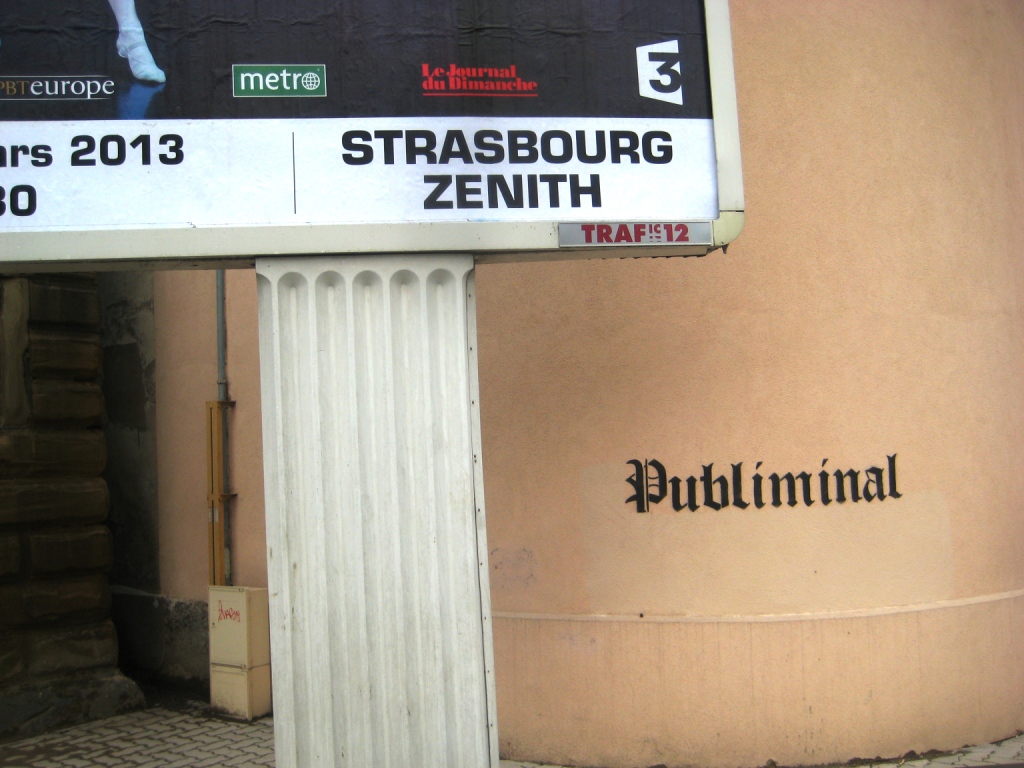 PBTeurope
metro
Le Journal
du Dimanche
3
ars 2013
30
STRASBOURG
ZENITH
TRAFIC 12
Publiminal